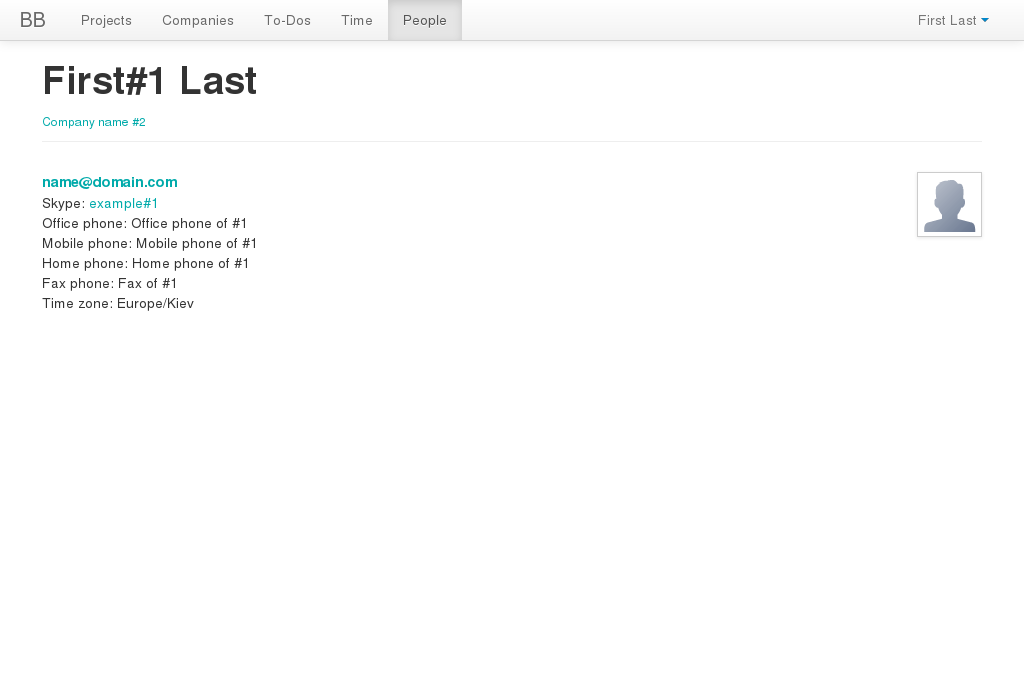 BB Projects Companies To-Dos Time People First Last
First#1 Last
Company name #2
name@domain.com
Skype: example#1
Office phone: Office phone of #1
Mobile phone: Mobile phone of #1
Home phone: Home phone of #1
Fax phone: Fax of #1
Time zone: Europe/Kiev